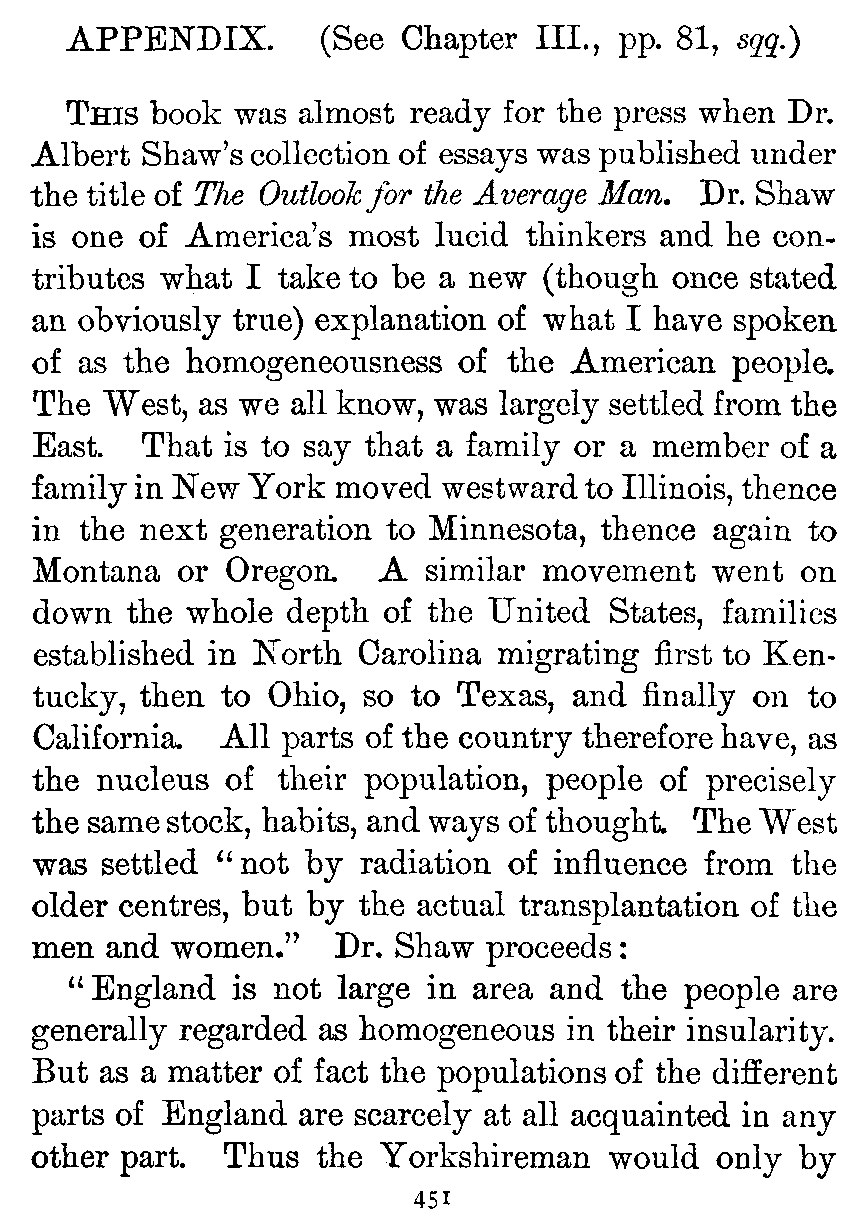 APPENDIX. (See Chapter III., pp. 81, sqq.)
THIS book was almost ready for the press when Dr.
Albert Shaw's collection of essays was published under
the title of The Outlook for the Average Man. Dr. Shaw
is one of America's most lucid thinkers and he con-
tributes what I take to be a new (though once stated
an obviously true) explanation of what I have spoken
of as the homogeneousness of the American people.
The West, as we all know, was largely settled from the
East. That is to say that a family or a member of a
family in New York moved westward to Illinois, thence
in the next generation to Minnesota, thence again to
Montana or Oregon. A similar movement went on
down the whole depth of the United States, families
established in North Carolina migrating first to Ken-
tucky, then to Ohio, so to Texas, and finally on to
California. All parts of the country therefore have, as
the nucleus of their population, people of precisely
the same stock, habits, and ways of thought. The West
was settled "not by radiation of influence from the
older centres, but by the actual transplantation of the
men and women." Dr. Shaw proceeds:
"England is not large in area and the people are
generally regarded as homogeneous in their insularity.
But as a matter of fact the populations of the different
parts of England are scarcely at all acquainted in any
other part. Thus the Yorkshireman would only by
451